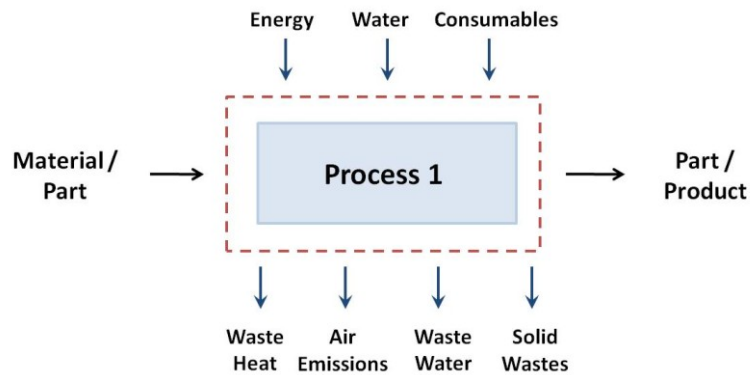 Energy Water Consumables
Material /
Part
Process 1
Part /
Product
Waste
Heat
Air
Emissions
Waste
Water
Solid
Wastes